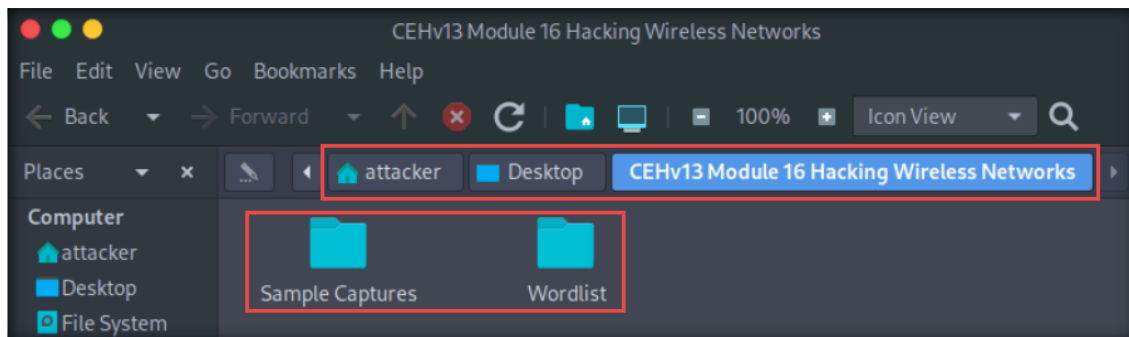 CEHv13 Module 16 Hacking Wireless Networks
File Edit View Go Bookmarks Help
Back Forward 100% Icon View
Places attacker Desktop CEHv13 Module 16 Hacking Wireless Networks
Computer
attacker
Desktop
File System
Sample Captures Wordlist